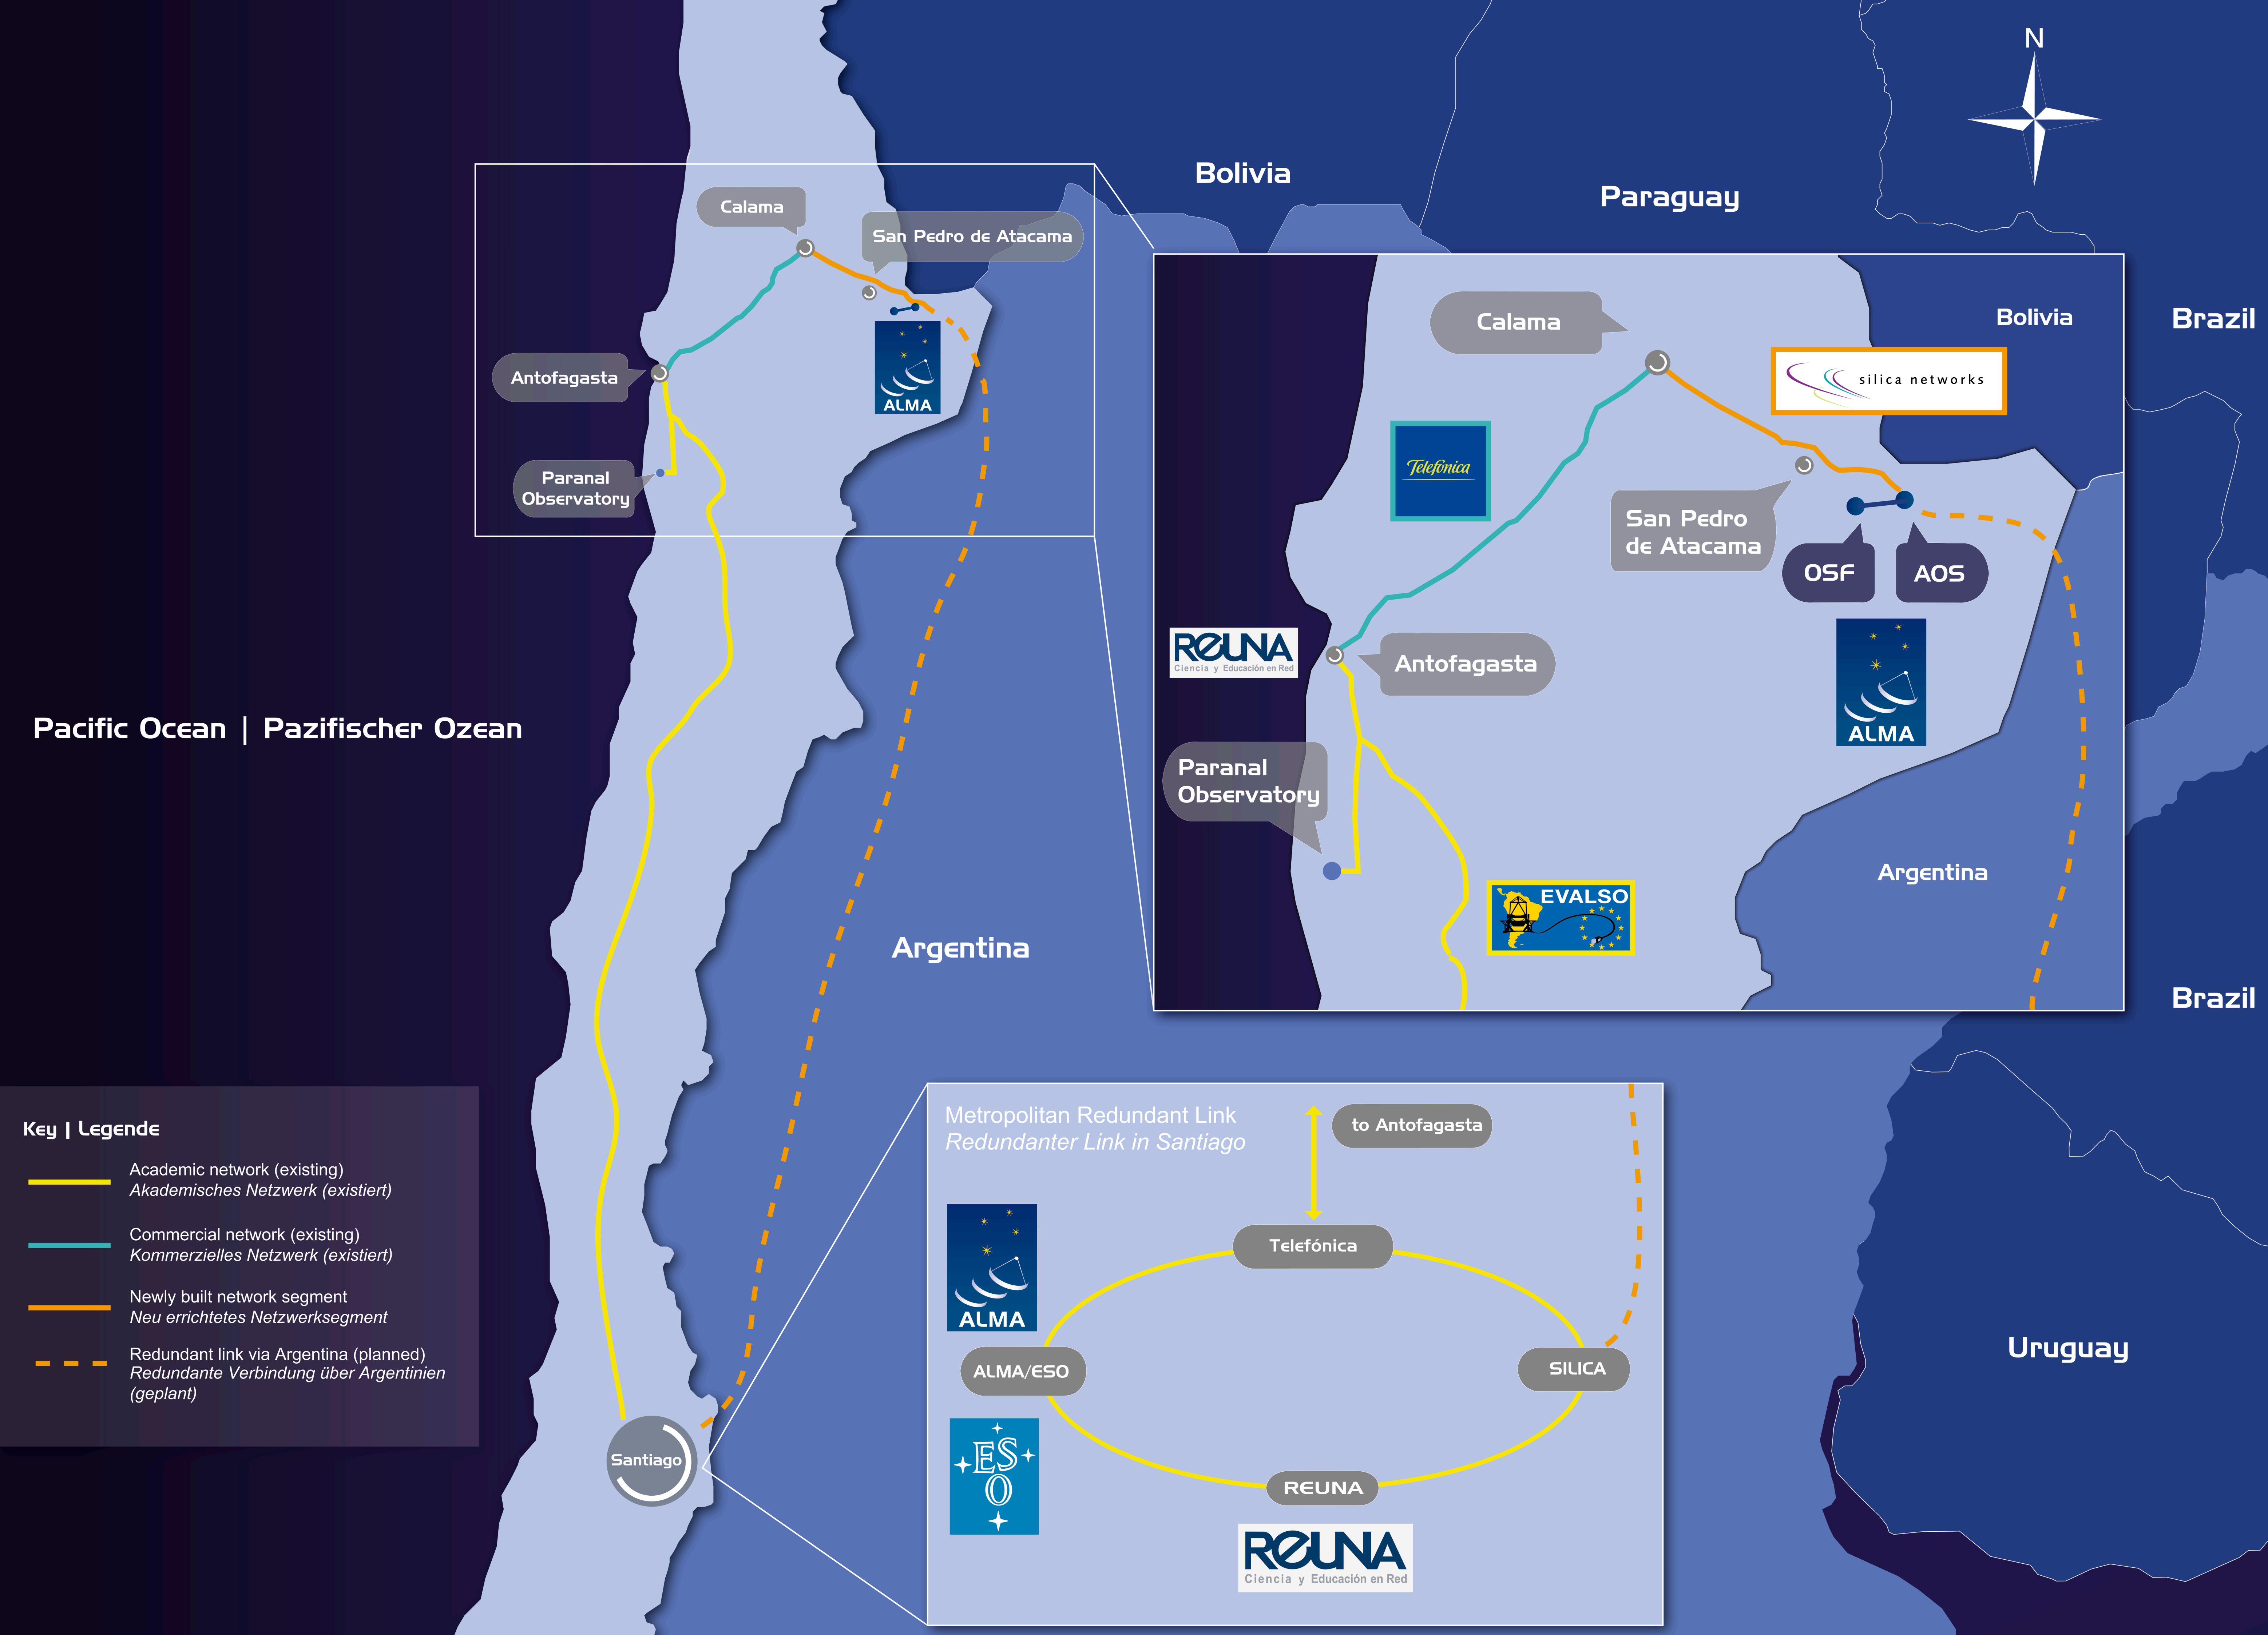 N
Bolivia
Paraguay
Brazil
Calama
San Pedro de Atacama
Antofagasta
Paranal
Observatory
ALMA
Calama
Bolivia
silica networks
Telefónica
San Pedro
de Atacama
OSF
AOS
REUNA
Ciencia y Educación en Red
Antofagasta
ALMA
Paranal
Observatory
EVALSO
Argentina
Pacific Ocean | Pazifischer Ozean
Argentina
Brazil
Uruguay
Key | Legende
Academic network (existing)
Akademisches Netzwerk (existiert)
Commercial network (existing)
Kommerzielles Netzwerk (existiert)
Newly built network segment
Neu errichtetes Netzwerksegment
Redundant link via Argentina (planned)
Redundante Verbindung über Argentinien
(geplant)
Santiago
Metropolitan Redundant Link
Redundanter Link in Santiago
to Antofagasta
Telefónica
ALMA
ALMA/ESO
SILICA
ESO
REUNA
REUNA
Ciencia y Educación en Red